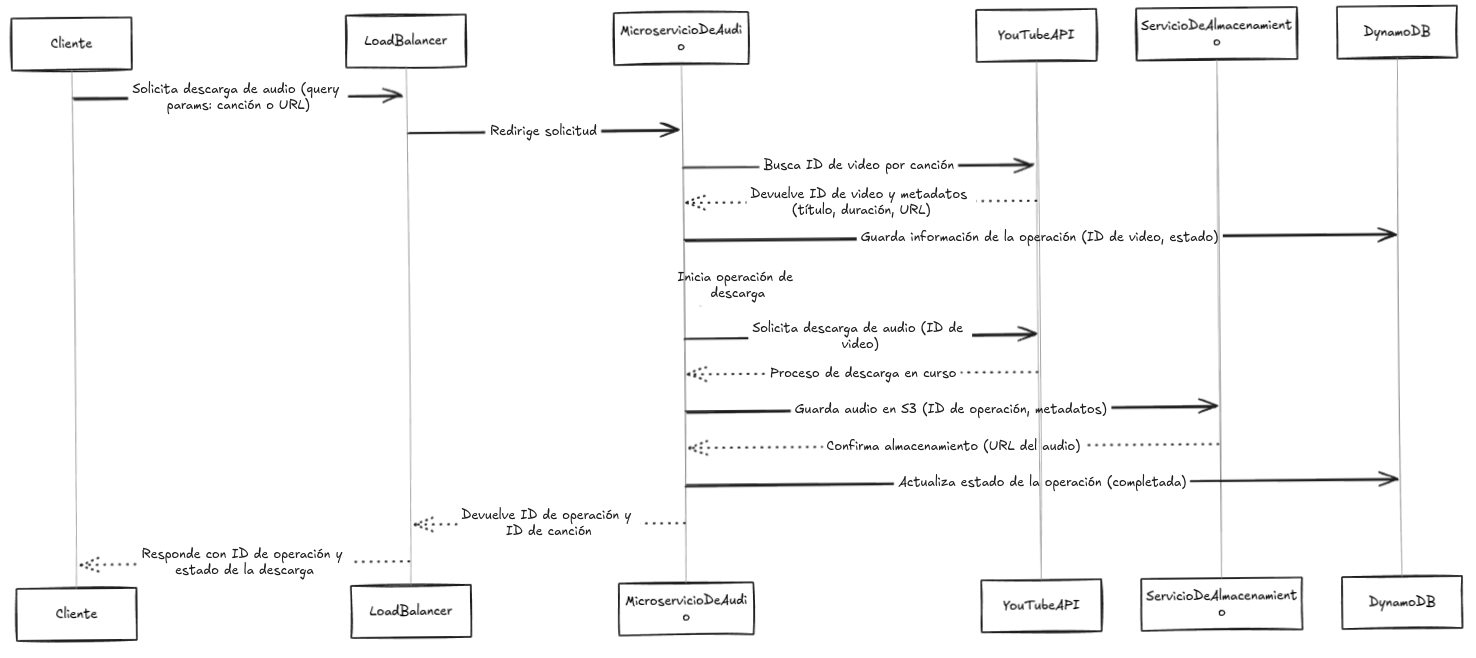 Cliente
LoadBalancer
MicroservicioDeAudi
o
YouTubeAPI
ServicioDeAlmacenamient
o
DynamoDB
Solicita descarga de audio (query
params: canción o URL)
Redirige solicitud
Busca ID de video por canción
Devuelve ID de video y metadatos
(título, duración, URL)
Guarda información de la operación (ID de video, estado)
Inicia operación de
descarga
Solicita descarga de audio (ID de
video)
Proceso de descarga en curso
Guarda audio en S3 (ID de operación, metadatos)
Confirma almacenamiento (URL del audio)
Actualiza estado de la operación (completada)
Devuelve ID de operación y
ID de canción
Responde con ID de operación y
estado de la descarga
Cliente
LoadBalancer
MicroservicioDeAudi
o
YouTubeAPI
ServicioDeAlmacenamient
o
DynamoDB